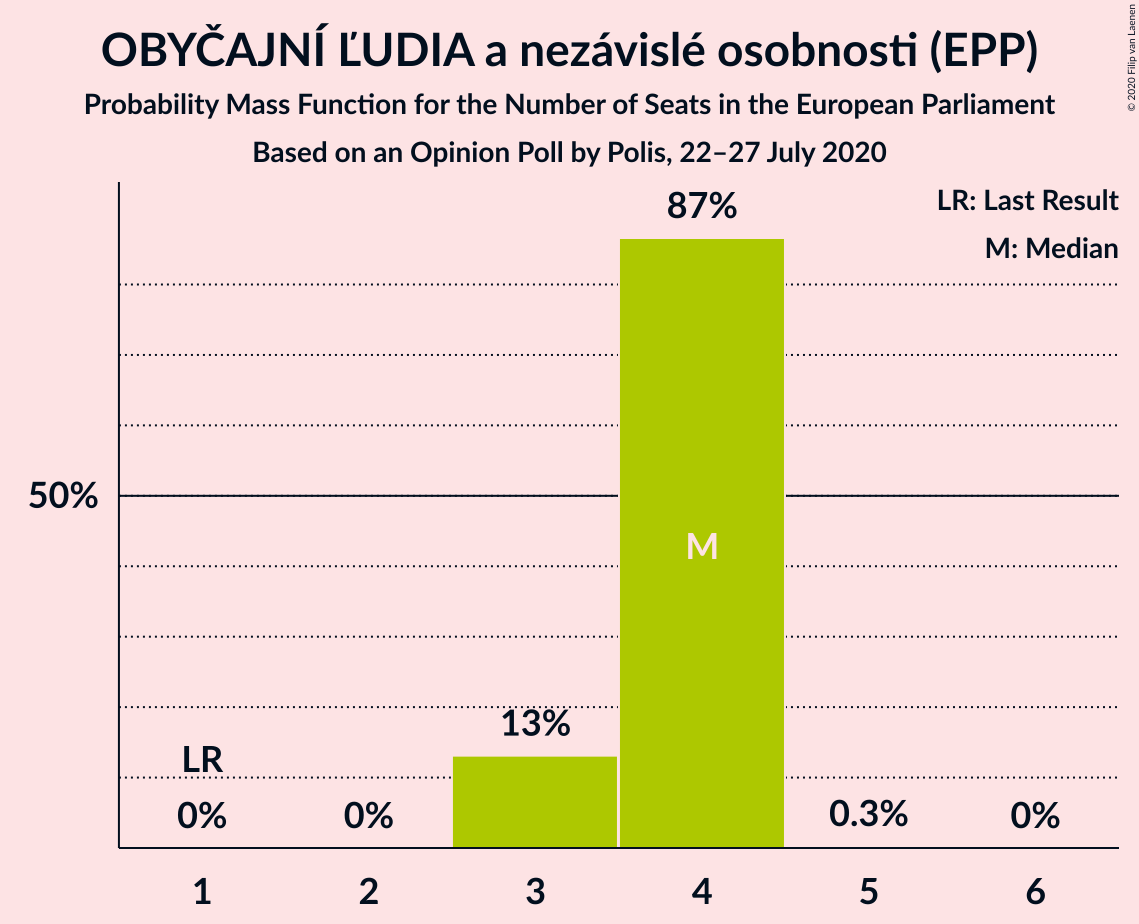 OBYČAJNÍ ĽUDIA a nezávislé osobnosti (EPP)
Probability Mass Function for the Number of Seats in the European Parliament
Based on an Opinion Poll by Polis, 22–27 July 2020
© 2020 Filip van Laenen
LR: Last Result
M: Median
87%
50%
M
13%
LR
0%
0%
0.3%
0%
1
2
3
4
5
6